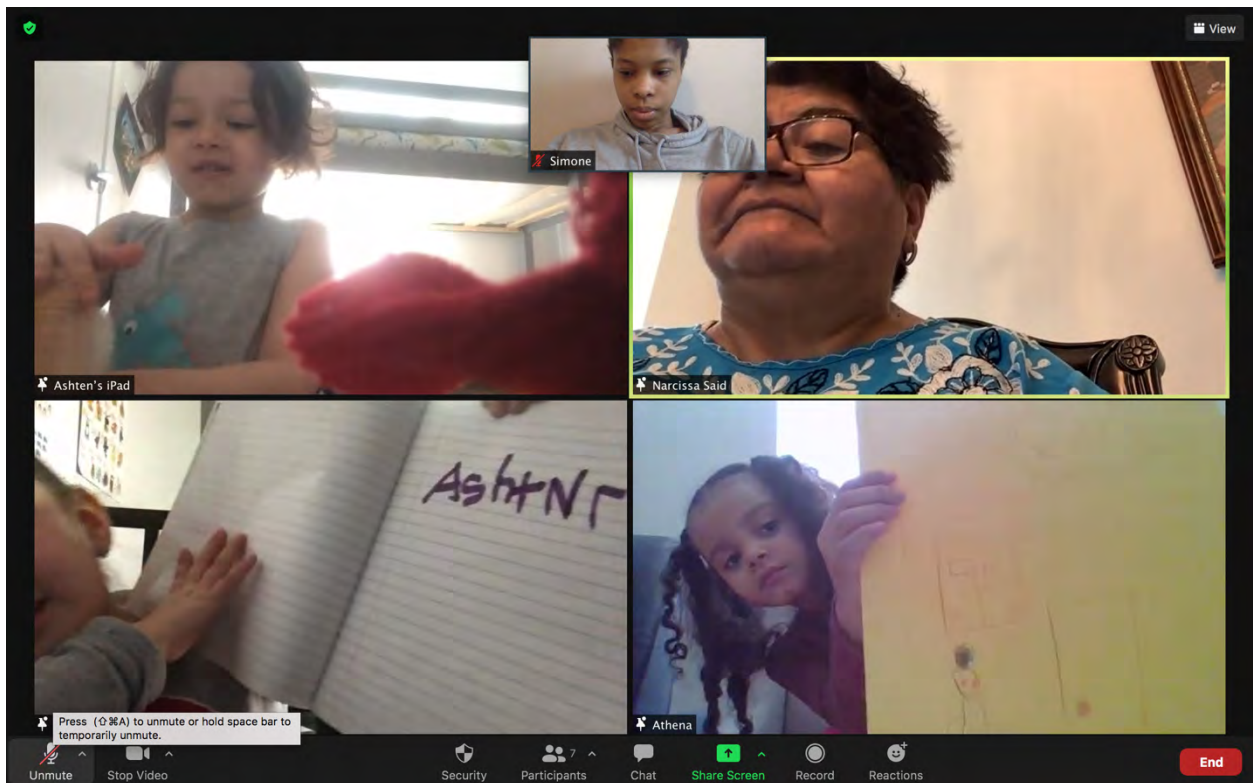 View
Simone
Ashten's iPad
Narcissa Said
AshtNr
Athena
Press (⇧⌘A) to unmute or hold space bar to
temporarily unmute.
Unmute
Stop Video
Security
Participants
7
Chat
Share Screen
Record
Reactions
End